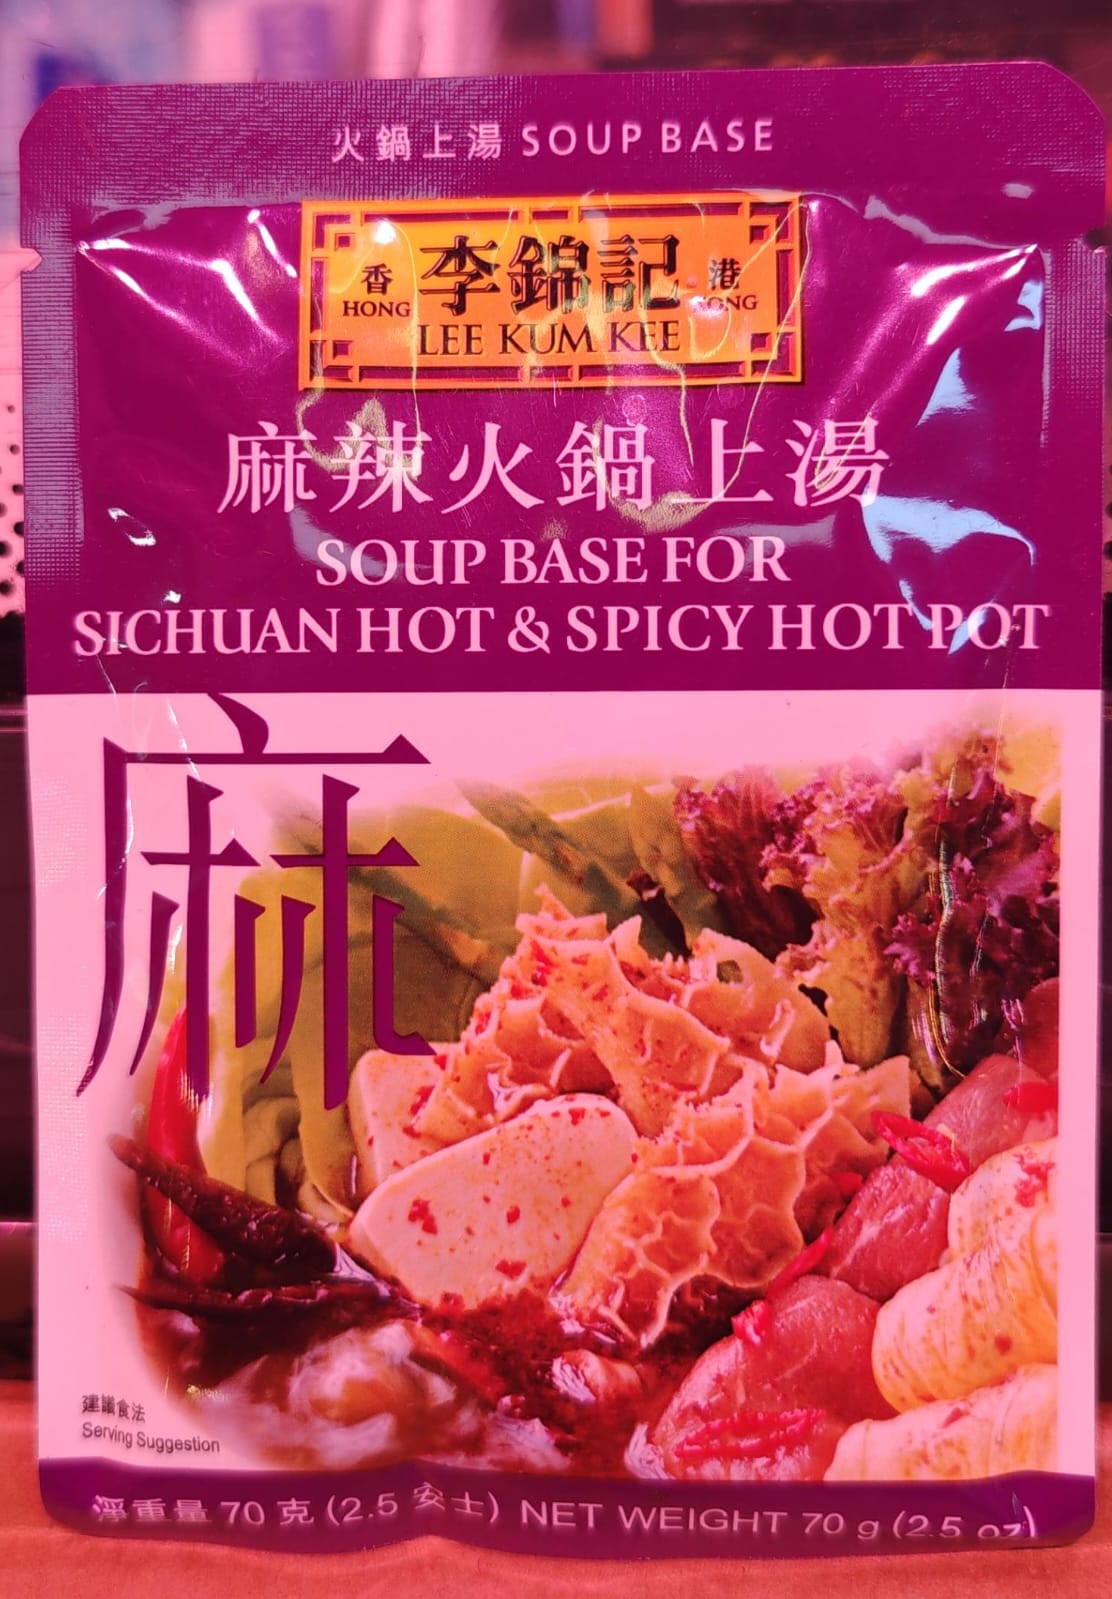 火鍋上湯 SOUP BASE
香 李錦記 港
HONG KONG
LEE KUM KEE
麻辣火鍋上湯
SOUP BASE FOR
SICHUAN HOT & SPICY HOT POT
麻
建議食法
Serving Suggestion
淨重量 70 克 (2.5 安士) NET WEIGHT 70 g (2.5 oz)